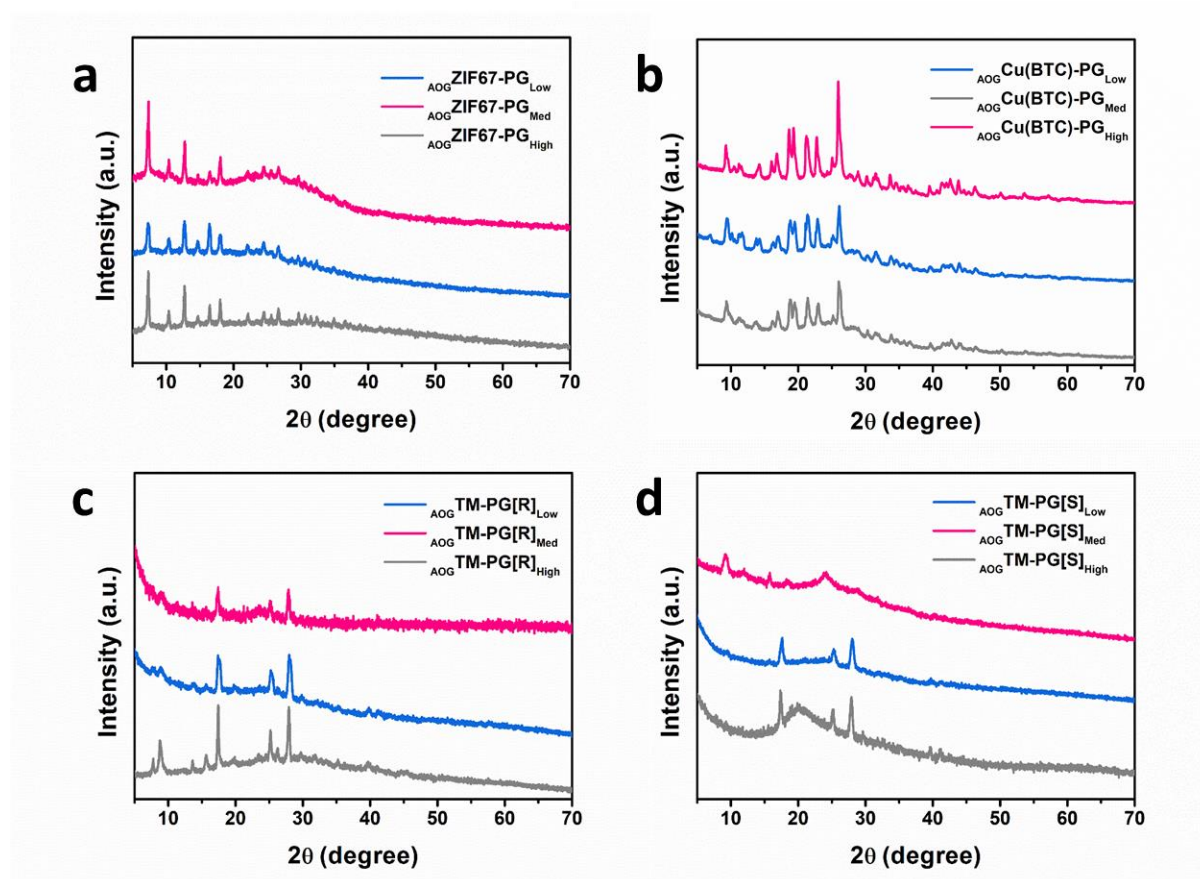 a
AOGZIF67-PGLow
AOGZIF67-PGMed
AOGZIF67-PGHigh
Intensity (a.u.)
10 20 30 40 50 60 70
2θ (degree)
b
AOGCu(BTC)-PGLow
AOGCu(BTC)-PGMed
AOGCu(BTC)-PGHigh
Intensity (a.u.)
10 20 30 40 50 60 70
2θ (degree)
c
AOGTM-PG[R]Low
AOGTM-PG[R]Med
AOGTM-PG[R]High
Intensity (a.u.)
10 20 30 40 50 60 70
2θ (degree)
d
AOGTM-PG[S]Low
AOGTM-PG[S]Med
AOGTM-PG[S]High
Intensity (a.u.)
10 20 30 40 50 60 70
2θ (degree)